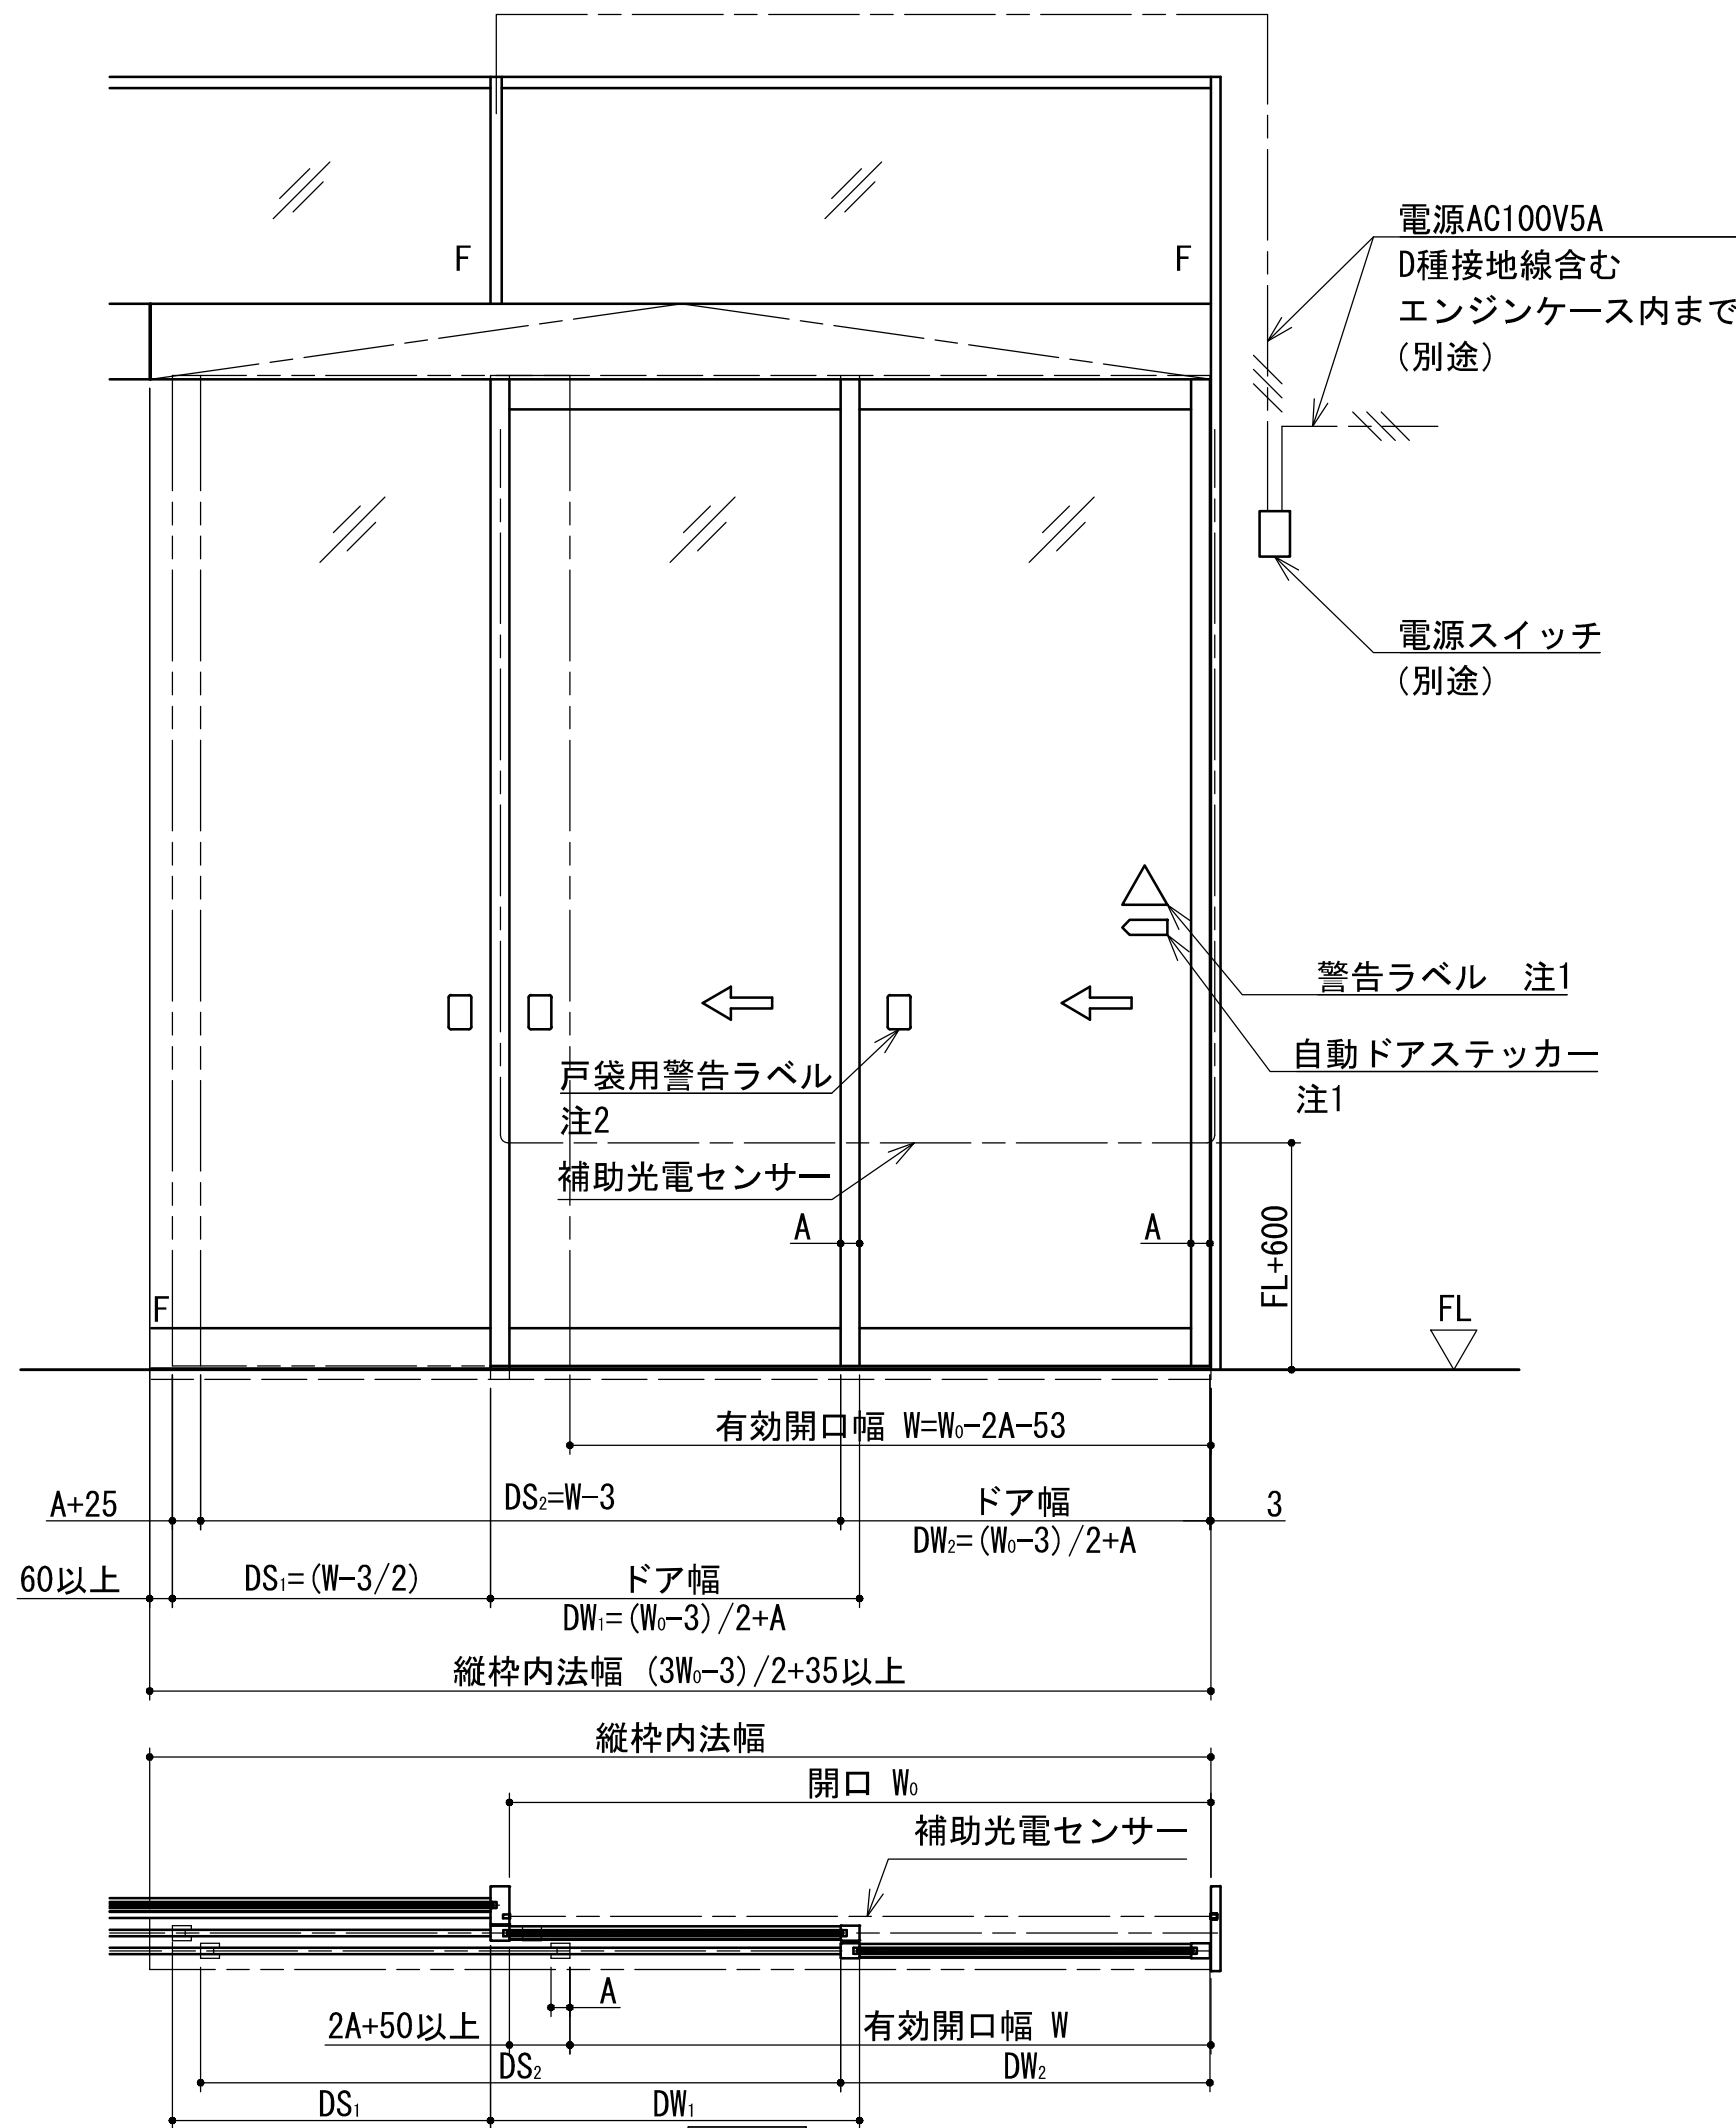 F
F
電源AC100V5A
D種接地線含む
エンジンケース内まで
(別途)
電源スイッチ
(別途)
警告ラベル 注1
自動ドアステッカー
注1
戸袋用警告ラベル
注2
補助光電センサー
A
A
FL+600
F
FL
有効開口幅 W=W₀-2A-53
A+25
DS₂=W-3
ドア幅
DW₂=(W₀-3)/2+A
3
60以上
DS₁=(W-3/2)
ドア幅
DW₁=(W₀-3)/2+A
縦枠内法幅 (3W₀-3)/2+35以上
縦枠内法幅
開口 W₀
補助光電センサー
A
2A+50以上
有効開口幅 W
DS₂
DW₂
DS₁
DW₁